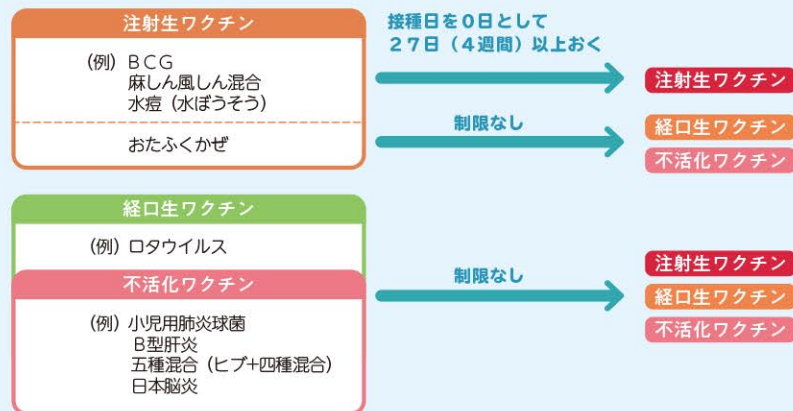 注射生ワクチン
(例) BCG
麻しん風しん混合
水痘（水ぼうそう）
おたふくかぜ
接種日を0日として
27日（4週間）以上おく
注射生ワクチン
制限なし
経口生ワクチン
不活化ワクチン
経口生ワクチン
(例) ロタウイルス
不活化ワクチン
(例) 小児用肺炎球菌
B型肝炎
五種混合（ヒブ+四種混合）
日本脳炎
制限なし
注射生ワクチン
経口生ワクチン
不活化ワクチン